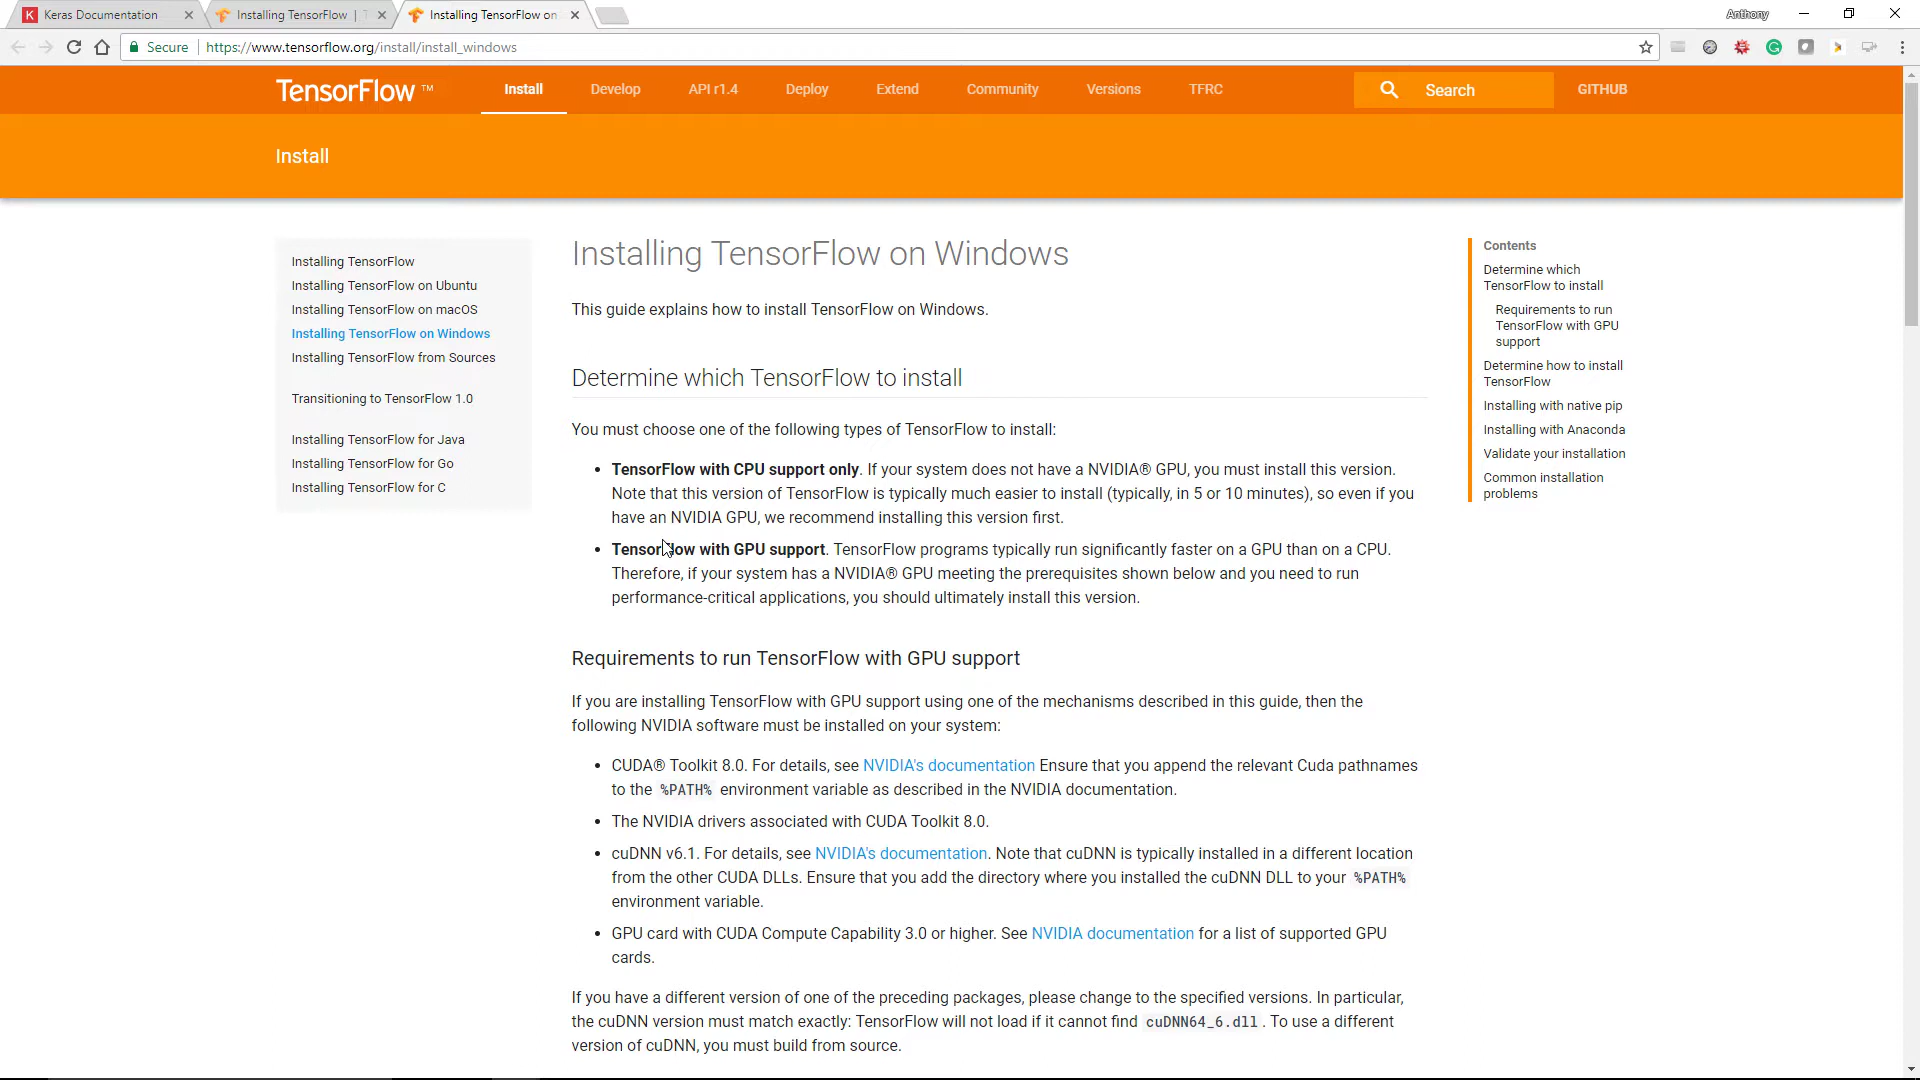 Keras Documentation
Installing TensorFlow | T
Installing TensorFlow on
Anthony
Secure
https://www.tensorflow.org/install/install_windows
TensorFlow ™
Install
Develop
API r1.4
Deploy
Extend
Community
Versions
TFRC
Search
GITHUB
Install
Installing TensorFlow
Installing TensorFlow on Ubuntu
Installing TensorFlow on macOS
Installing TensorFlow on Windows
Installing TensorFlow from Sources
Transitioning to TensorFlow 1.0
Installing TensorFlow for Java
Installing TensorFlow for Go
Installing TensorFlow for C
Installing TensorFlow on Windows
This guide explains how to install TensorFlow on Windows.
Determine which TensorFlow to install
You must choose one of the following types of TensorFlow to install:
• TensorFlow with CPU support only. If your system does not have a NVIDIA® GPU, you must install this version.
Note that this version of TensorFlow is typically much easier to install (typically, in 5 or 10 minutes), so even if you
have an NVIDIA GPU, we recommend installing this version first.
• TensorFlow with GPU support. TensorFlow programs typically run significantly faster on a GPU than on a CPU.
Therefore, if your system has a NVIDIA® GPU meeting the prerequisites shown below and you need to run
performance-critical applications, you should ultimately install this version.
Requirements to run TensorFlow with GPU support
If you are installing TensorFlow with GPU support using one of the mechanisms described in this guide, then the
following NVIDIA software must be installed on your system:
• CUDA® Toolkit 8.0. For details, see NVIDIA's documentation Ensure that you append the relevant Cuda pathnames
to the %PATH% environment variable as described in the NVIDIA documentation.
• The NVIDIA drivers associated with CUDA Toolkit 8.0.
• cuDNN v6.1. For details, see NVIDIA's documentation. Note that cuDNN is typically installed in a different location
from the other CUDA DLLs. Ensure that you add the directory where you installed the cuDNN DLL to your %PATH%
environment variable.
• GPU card with CUDA Compute Capability 3.0 or higher. See NVIDIA documentation for a list of supported GPU
cards.
If you have a different version of one of the preceding packages, please change to the specified versions. In particular,
the cuDNN version must match exactly: TensorFlow will not load if it cannot find cuDNN64_6.dll. To use a different
version of cuDNN, you must build from source.
Contents
Determine which
TensorFlow to install
Requirements to run
TensorFlow with GPU
support
Determine how to install
TensorFlow
Installing with native pip
Installing with Anaconda
Validate your installation
Common installation
problems